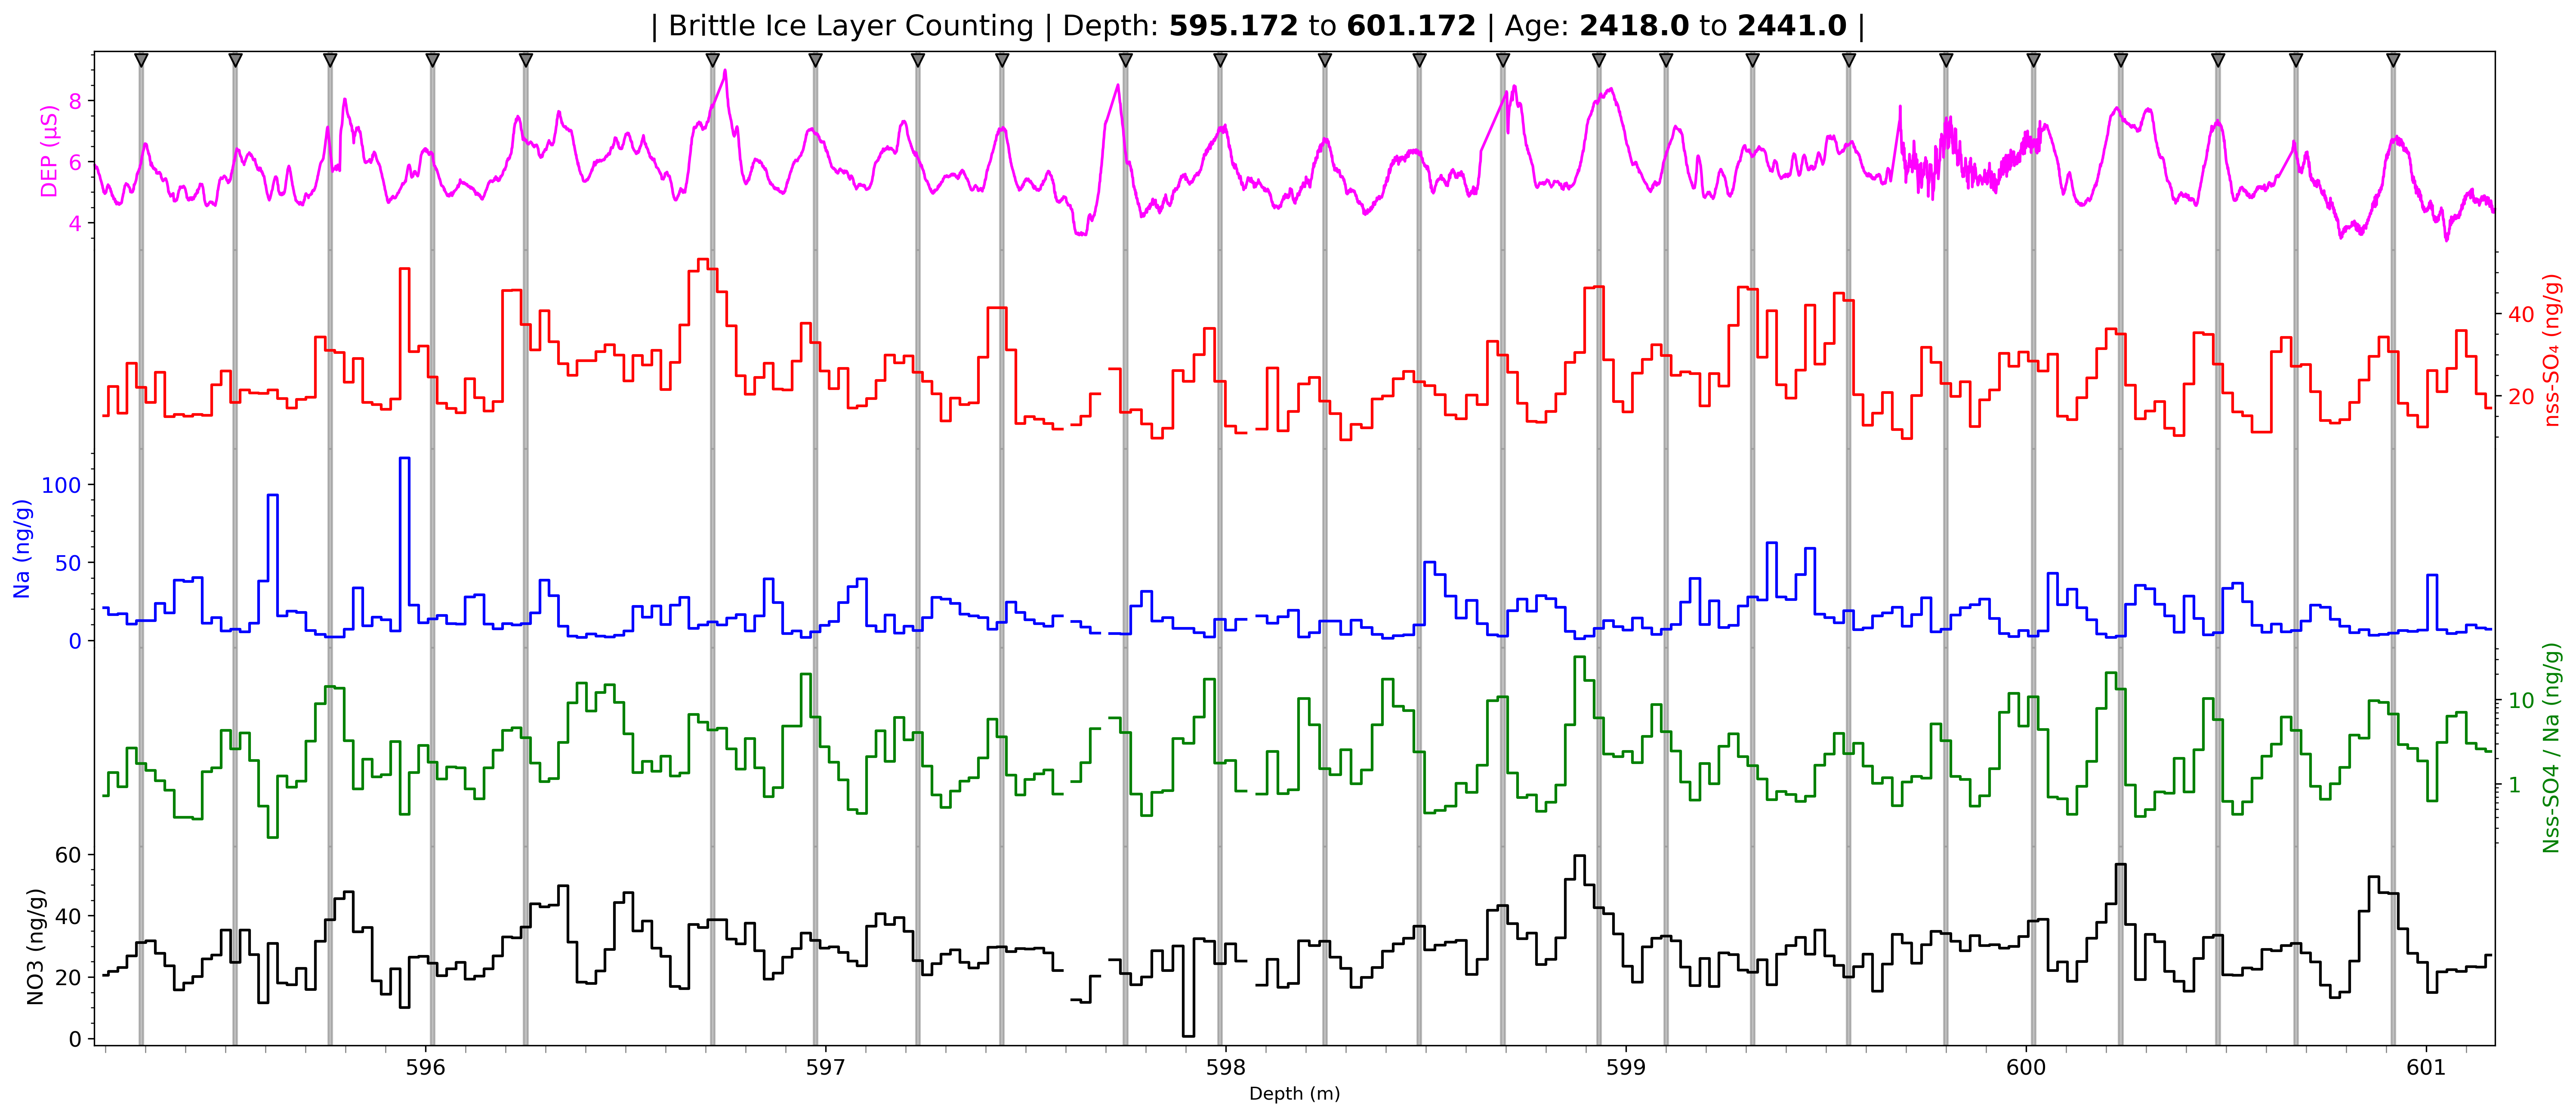 | Brittle Ice Layer Counting | Depth: 595.172 to 601.172 | Age: 2418.0 to 2441.0 |
DEP (μS)
8
6
4
nss-SO₄ (ng/g)
40
20
Na (ng/g)
100
50
0
Nss-SO4 / Na (ng/g)
10
1
NO3 (ng/g)
60
40
20
0
596 597 598 599 600 601
Depth (m)